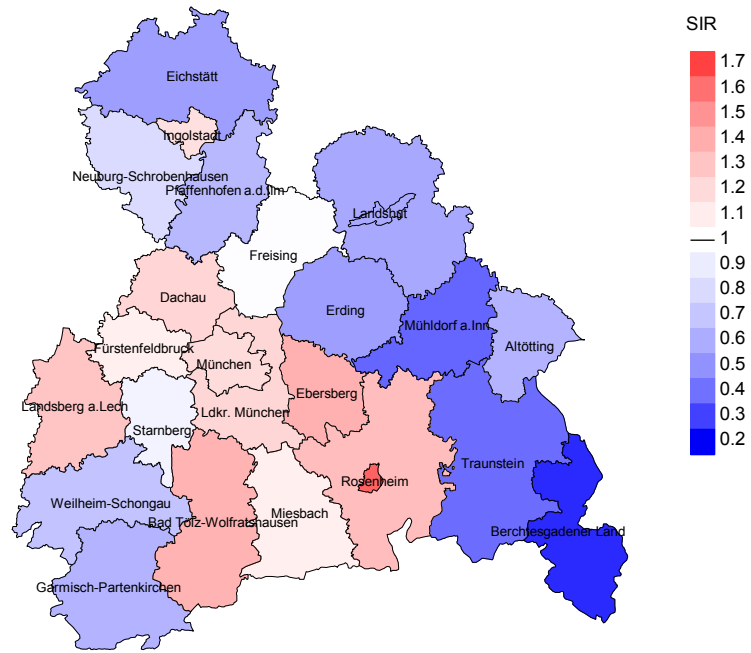 SIR
1.7
1.6
1.5
1.4
1.3
1.2
1.1
1
0.9
0.8
0.7
0.6
0.5
0.4
0.3
0.2
Eichstätt
Ingolstadt
Neuburg-Schrobenhausen
Pfaffenhofen a.d.Ilm
Landshut
Freising
Dachau
Erding
Mühldorf a.Inn
Altötting
Fürstenfeldbruck
München
Ebersberg
Landsberg a.Lech
Ldkr. München
Starnberg
Traunstein
Rosenheim
Weilheim-Schongau
Miesbach
Bad Tölz-Wolfratshausen
Berchtesgadener Land
Garmisch-Partenkirchen